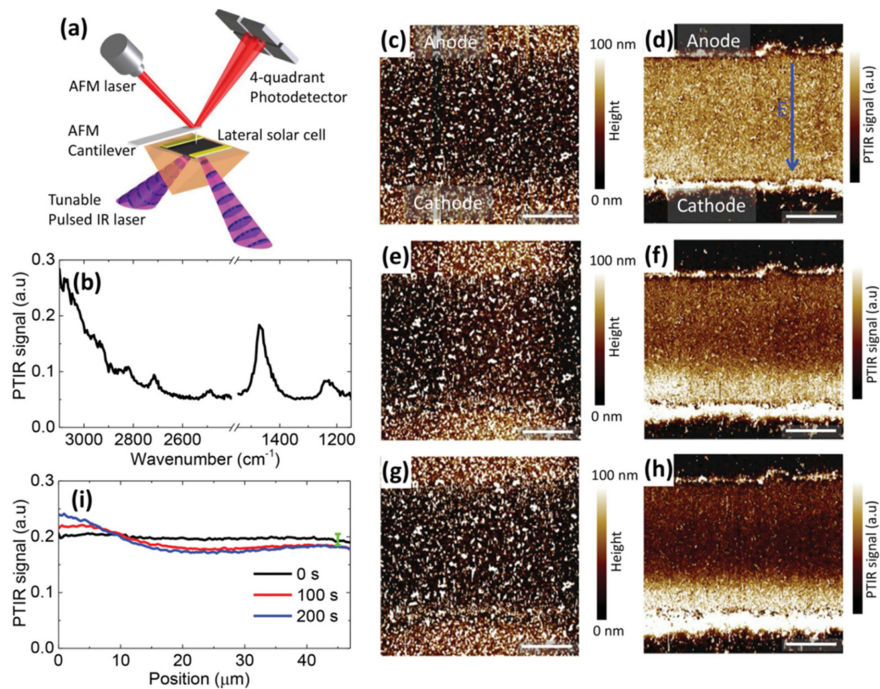 (a)
AFM laser
4-quadrant
Photodetector
AFM
Cantilever
Lateral solar cell
Tunable
Pulsed IR laser
(b)
PTIR signal (a.u)
0.3
0.2
0.1
0.0
3000
2800
2600
1400
1200
Wavenumber (cm-1)
(i)
PTIR signal (a.u)
0.3
0.2
0.1
0.0
0 s
100 s
200 s
0
10
20
30
40
Position (μm)
(c)
Anode
Cathode
100 nm
Height
0 nm
(d)
Anode
E
Cathode
PTIR signal (a.u)
(e)
100 nm
Height
0 nm
(f)
PTIR signal (a.u)
(g)
100 nm
Height
0 nm
(h)
PTIR signal (a.u)